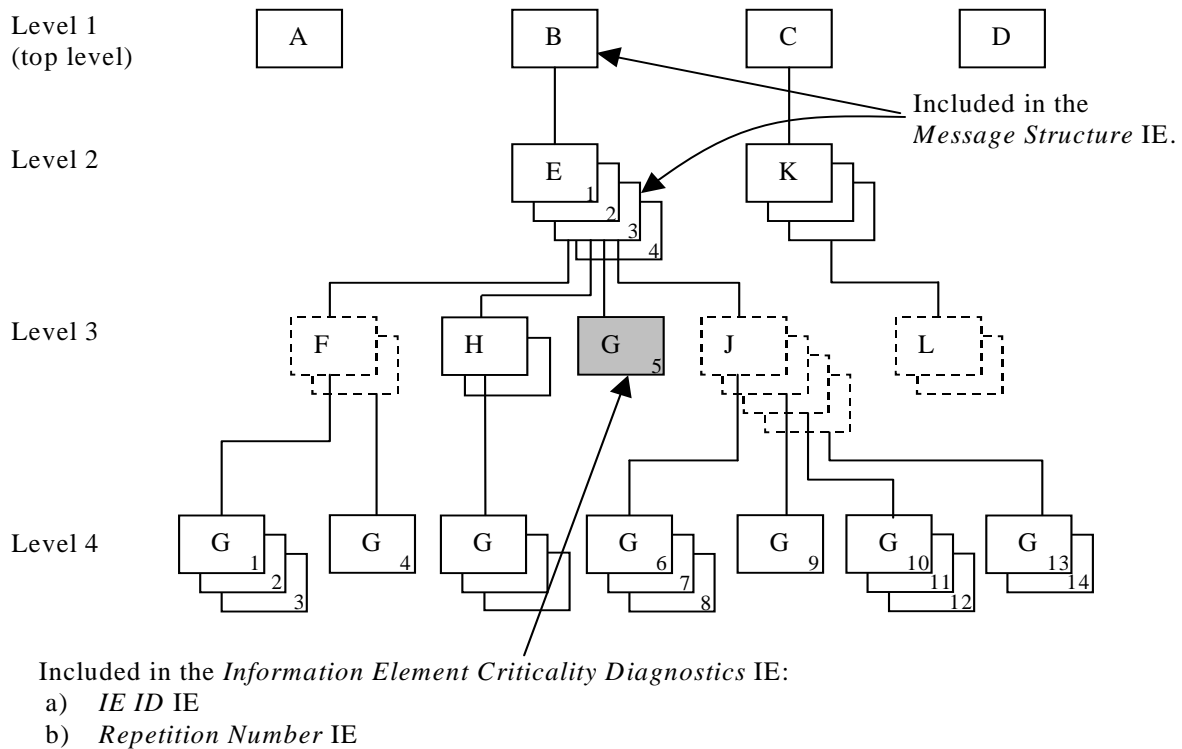 Level 1
(top level)
A
B
C
D
Included in the
Message Structure IE.
Level 2
E
1
2
3
4
K
Level 3
F
H
G
5
J
L
Level 4
G
1
2
3
G
4
G
G
6
7
8
G
9
G
10
11
12
G
13
14
Included in the Information Element Criticality Diagnostics IE:
a) IE ID IE
b) Repetition Number IE